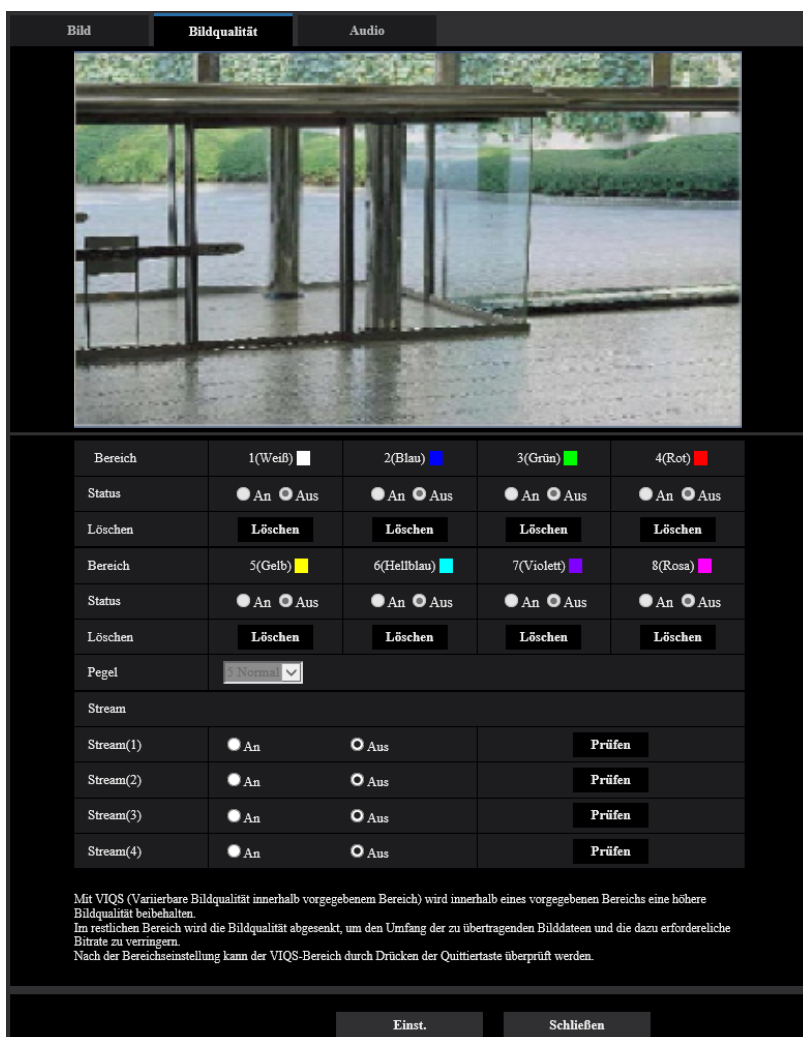 Bild Bildqualität Audio
Bereich 1(Weiß) 2(Blau) 3(Grün) 4(Rot)
Status An Aus An Aus An Aus An Aus
Löschen Löschen Löschen Löschen Löschen
Bereich 5(Gelb) 6(Hellblau) 7(Violett) 8(Rosa)
Status An Aus An Aus An Aus An Aus
Löschen Löschen Löschen Löschen Löschen
Pegel 5 Normal
Stream
Stream(1) An Aus Prüfen
Stream(2) An Aus Prüfen
Stream(3) An Aus Prüfen
Stream(4) An Aus Prüfen
Mit VIQS (Variierbare Bildqualität innerhalb vorgegebenem Bereich) wird innerhalb eines vorgegebenen Bereichs eine höhere
Bildqualität beibehalten.
Im restlichen Bereich wird die Bildqualität abgesenkt, um den Umfang der zu übertragenden Bilddateen und die dazu erfordereliche
Bitrate zu verringern.
Nach der Bereichseinstellung kann der VIQS-Bereich durch Drücken der Quittiertaste überprüft werden.
Einst. Schließen